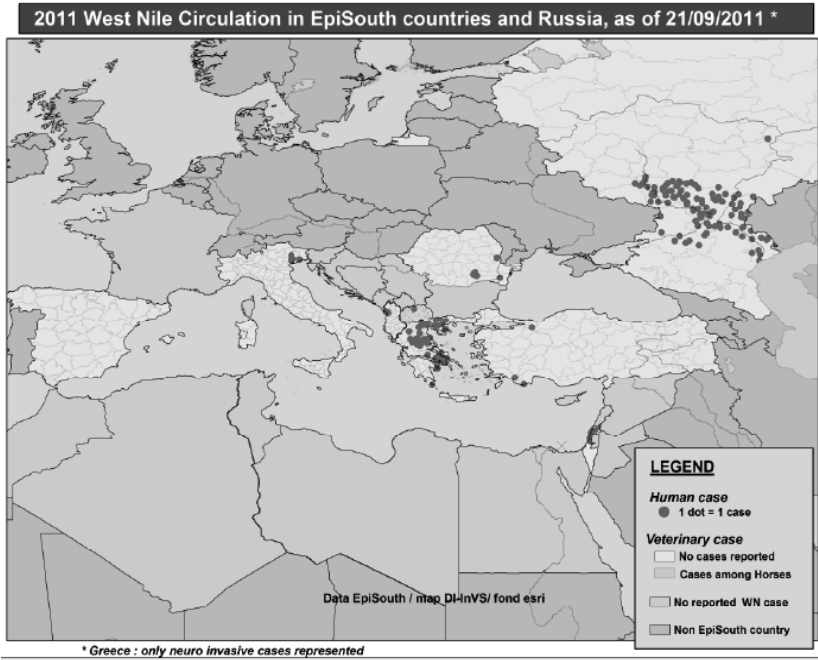 2011 West Nile Circulation in EpiSouth countries and Russia, as of 21/09/2011 *
LEGEND
Human case
1 dot = 1 case
Veterinary case
No cases reported
Cases among Horses
No reported WN case
Non EpiSouth country
Data EpiSouth / map DI-InVS/ fond esri
* Greece : only neuro invasive cases represented